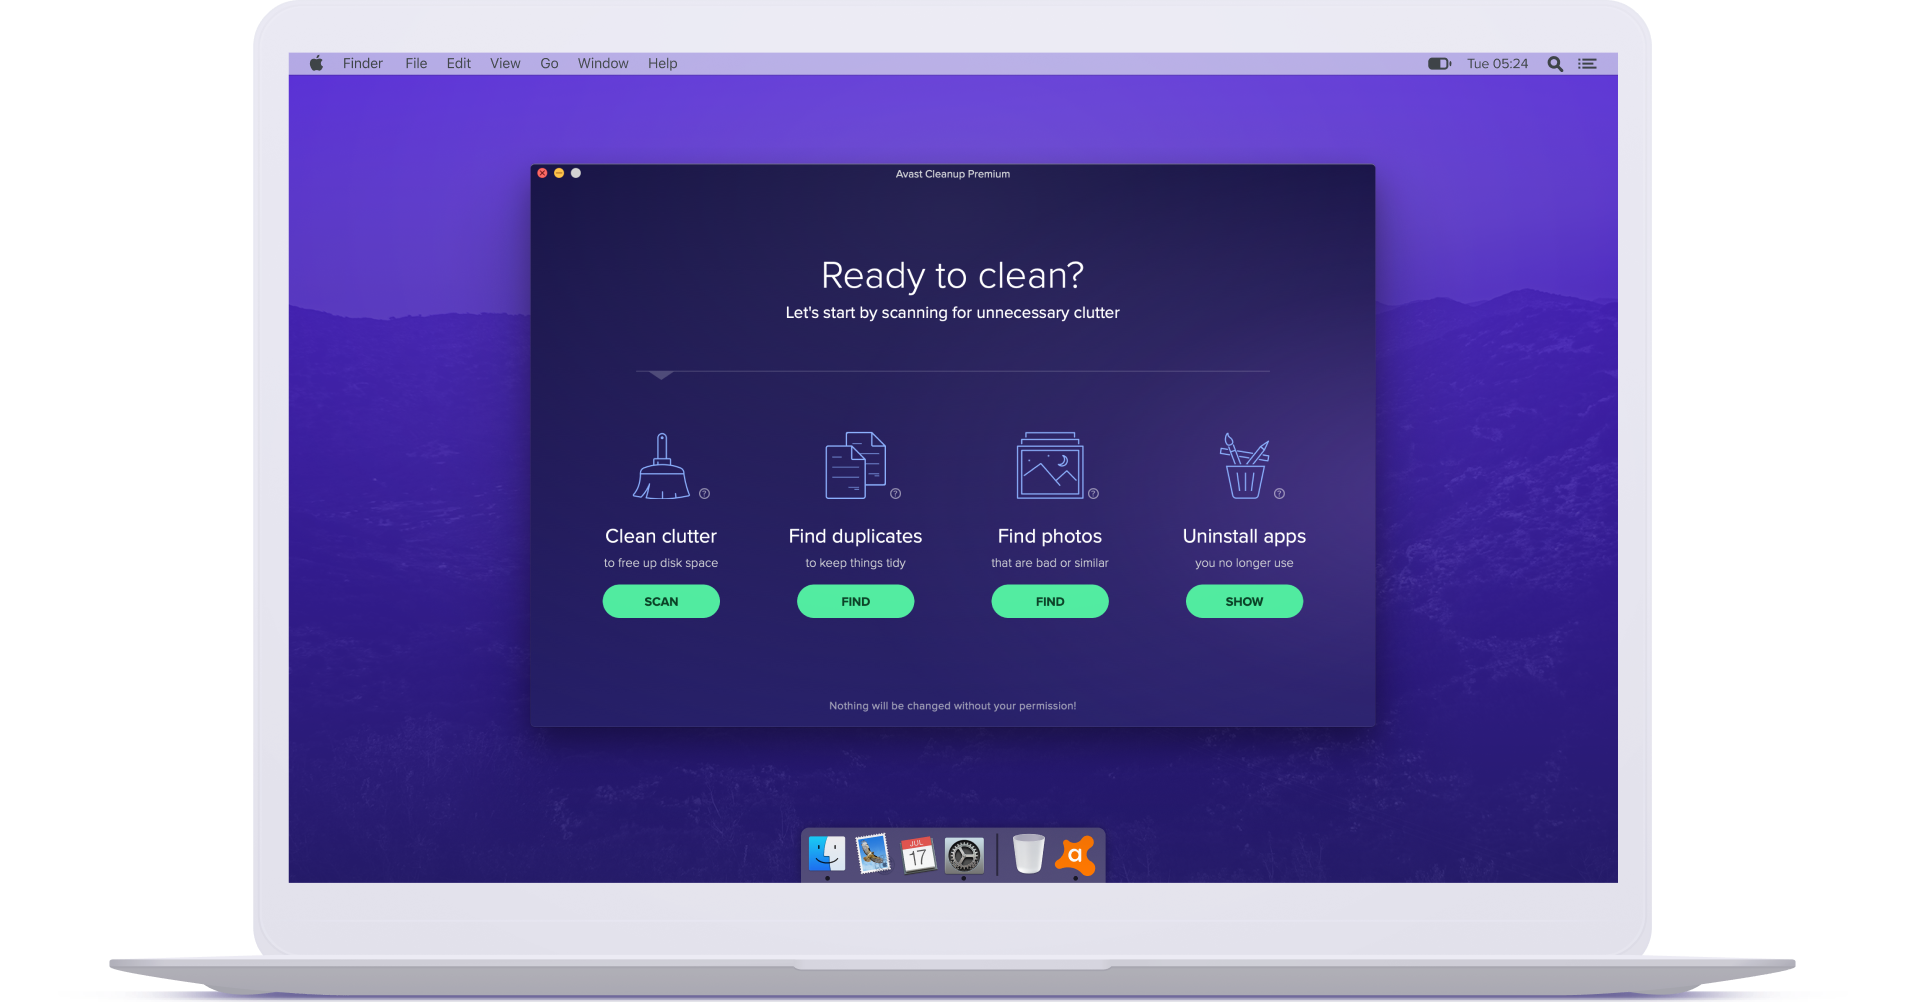 Finder File Edit View Go Window Help Tue 05:24
Avast Cleanup Premium
Ready to clean?
Let's start by scanning for unnecessary clutter
Clean clutter
to free up disk space
SCAN
Find duplicates
to keep things tidy
FIND
Find photos
that are bad or similar
FIND
Uninstall apps
you no longer use
SHOW
Nothing will be changed without your permission!
JUL
17
a